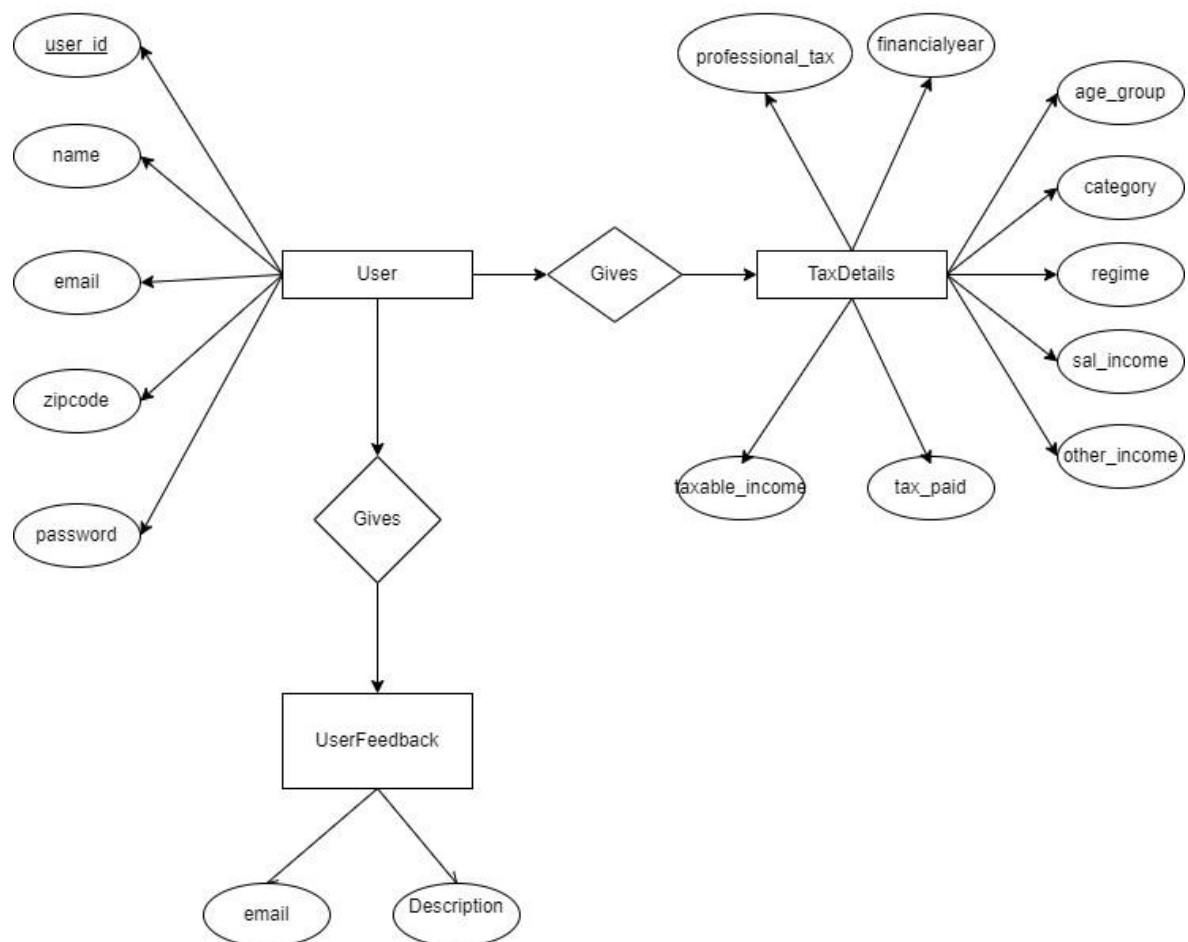 user_id
name
email
zipcode
password
User
Gives
Gives
UserFeedback
email
Description
professional_tax
financialyear
TaxDetails
age_group
category
regime
sal_income
other_income
taxable_income
tax_paid